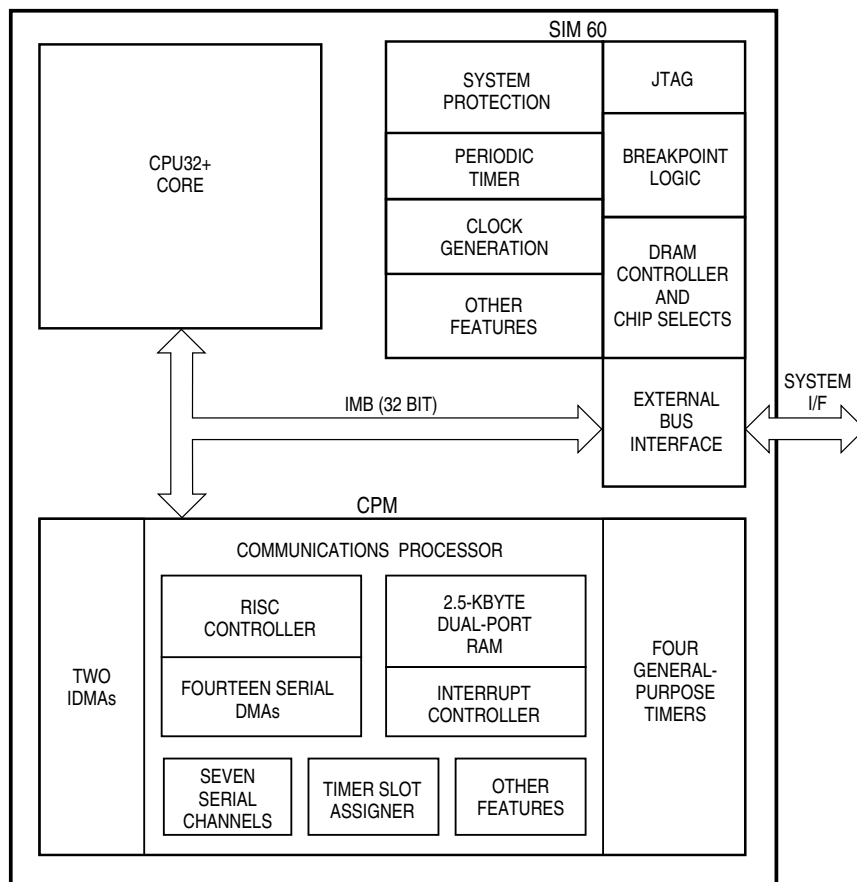 SIM 60
CPU32+
CORE
SYSTEM
PROTECTION
JTAG
PERIODIC
TIMER
BREAKPOINT
LOGIC
CLOCK
GENERATION
DRAM
CONTROLLER
AND
CHIP SELECTS
OTHER
FEATURES
IMB (32 BIT)
EXTERNAL
BUS
INTERFACE
SYSTEM
I/F
CPM
TWO
IDMAs
COMMUNICATIONS PROCESSOR
RISC
CONTROLLER
2.5-KBYTE
DUAL-PORT
RAM
FOURTEEN SERIAL
DMAs
INTERRUPT
CONTROLLER
SEVEN
SERIAL
CHANNELS
TIMER SLOT
ASSIGNER
OTHER
FEATURES
FOUR
GENERAL-
PURPOSE
TIMERS